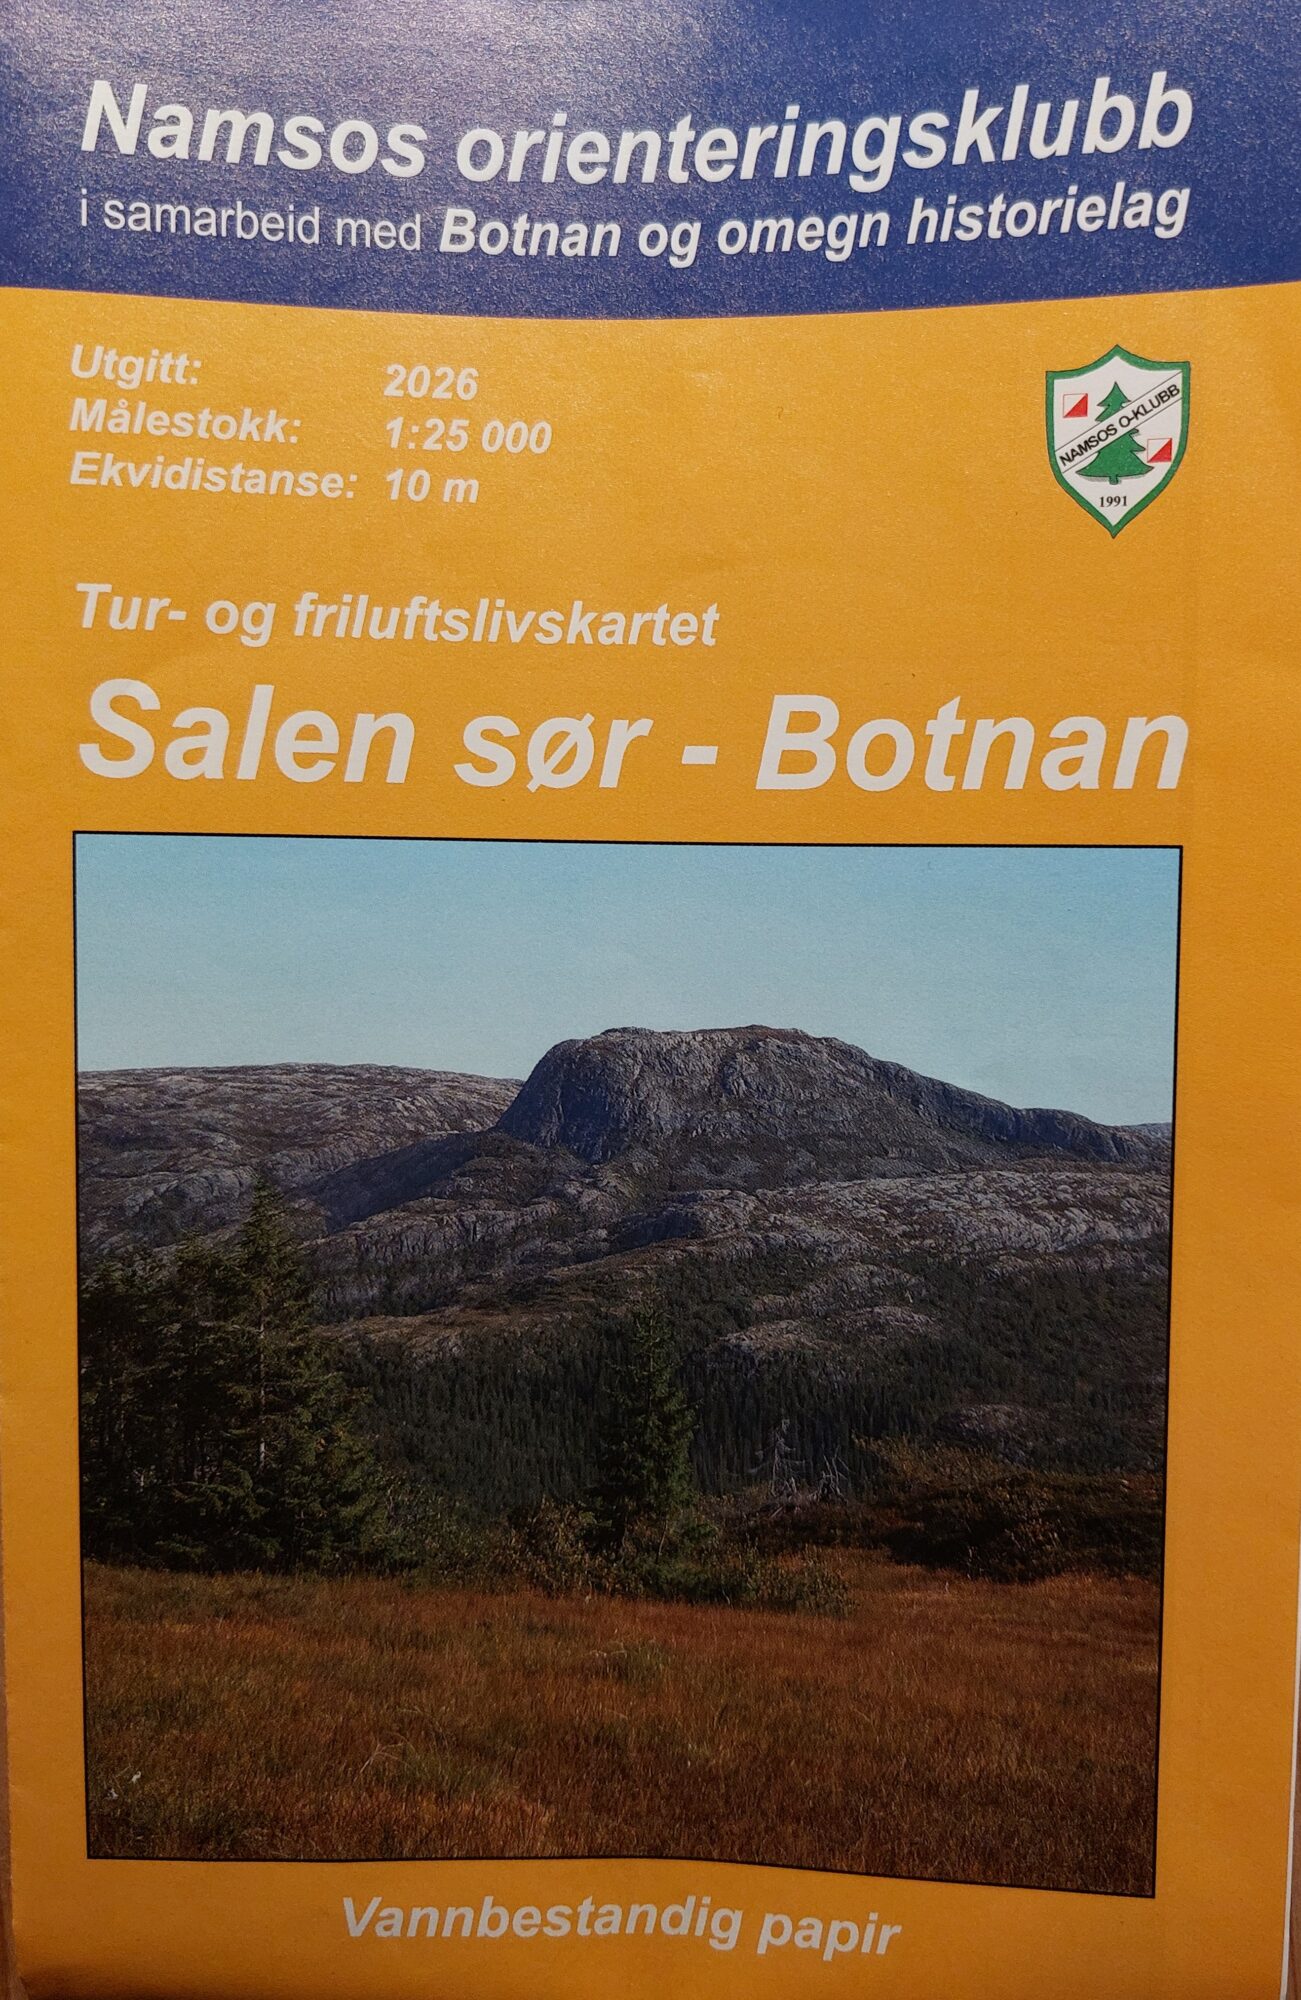 Namsos orienteringsklubb
i samarbeid med Botnan og omegn historielag
Utgitt: 2026
Målestokk: 1:25 000
Ekvidistanse: 10 m
NAMSOS O-KLUBB
1991
Tur- og friluftslivskartet
Salen sør - Botnan
Vannbestandig papir